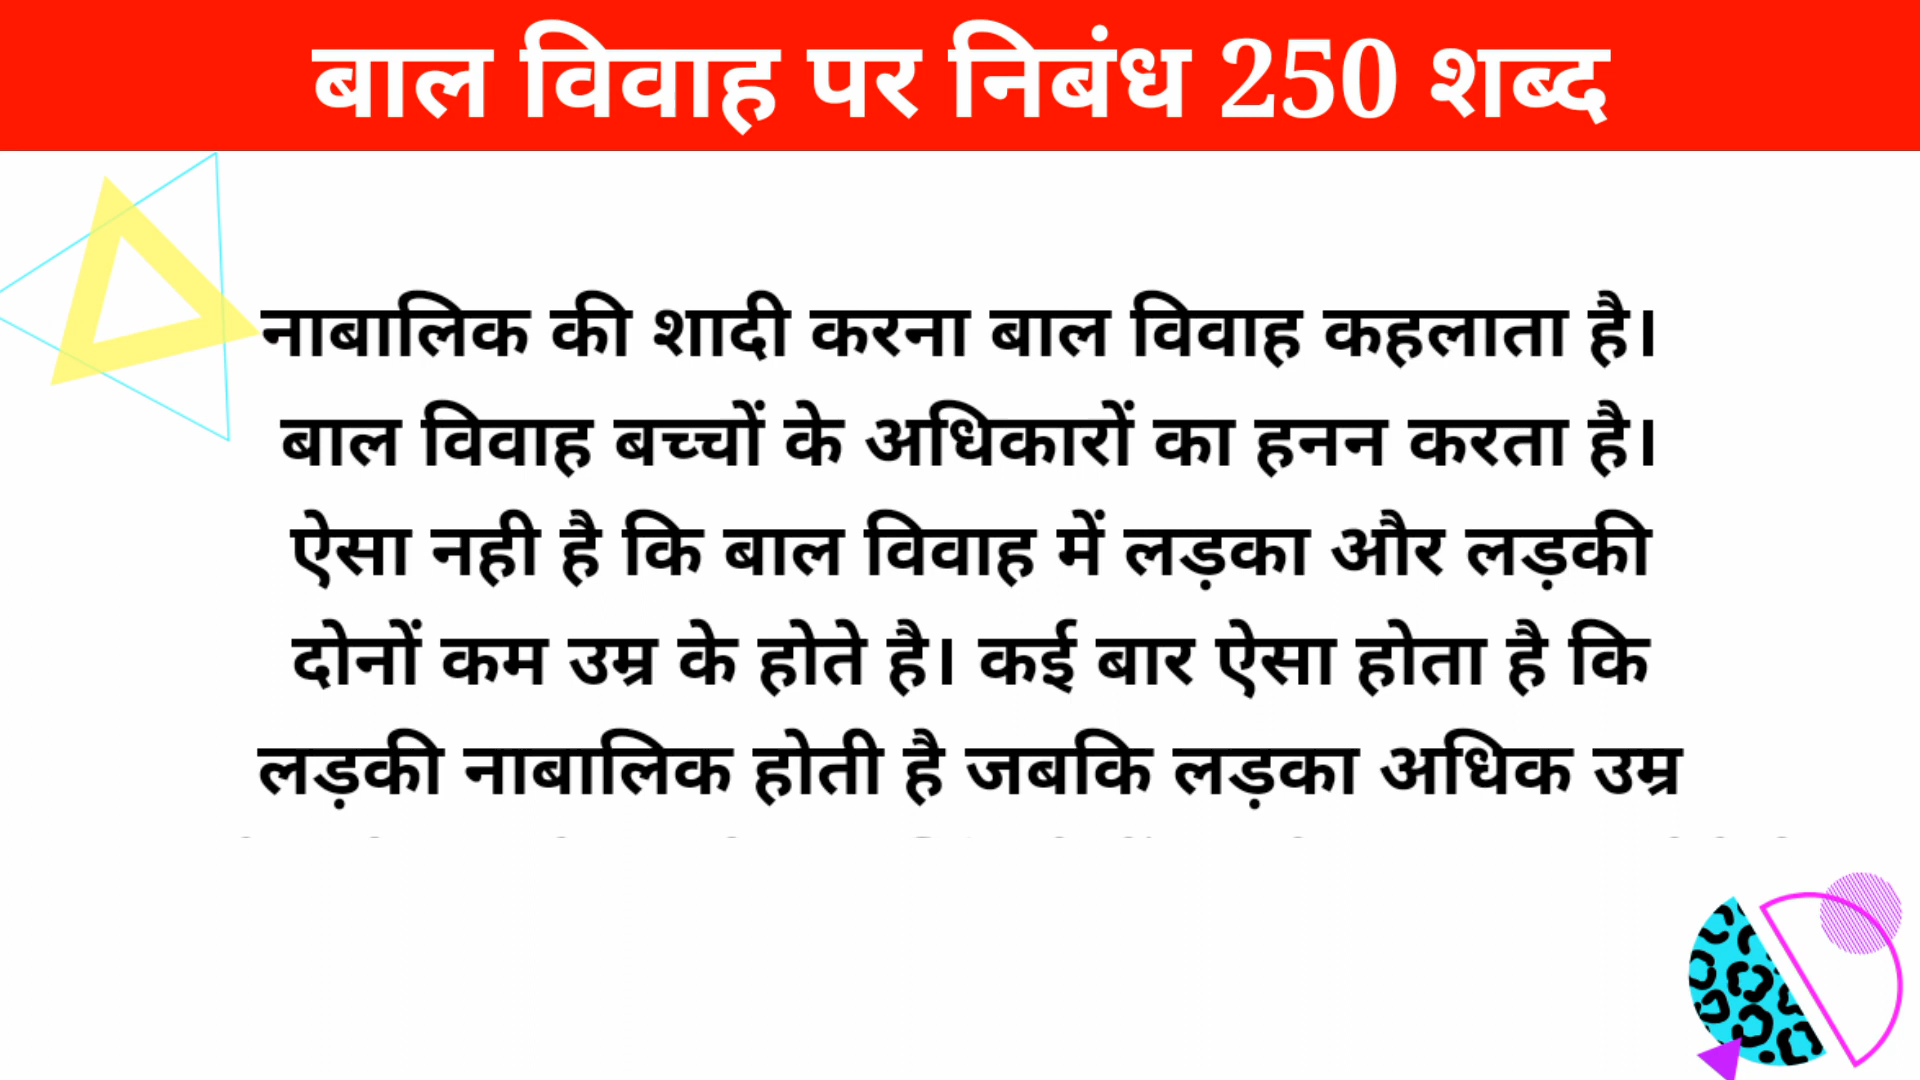 बाल विवाह पर निबंध 250 शब्द
नाबालिक की शादी करना बाल विवाह कहलाता है।
बाल विवाह बच्चों के अधिकारों का हनन करता है।
ऐसा नही है कि बाल विवाह में लड़का और लड़की
दोनों कम उम्र के होते है। कई बार ऐसा होता है कि
लड़की नाबालिक होती है जबकि लड़का अधिक उम्र